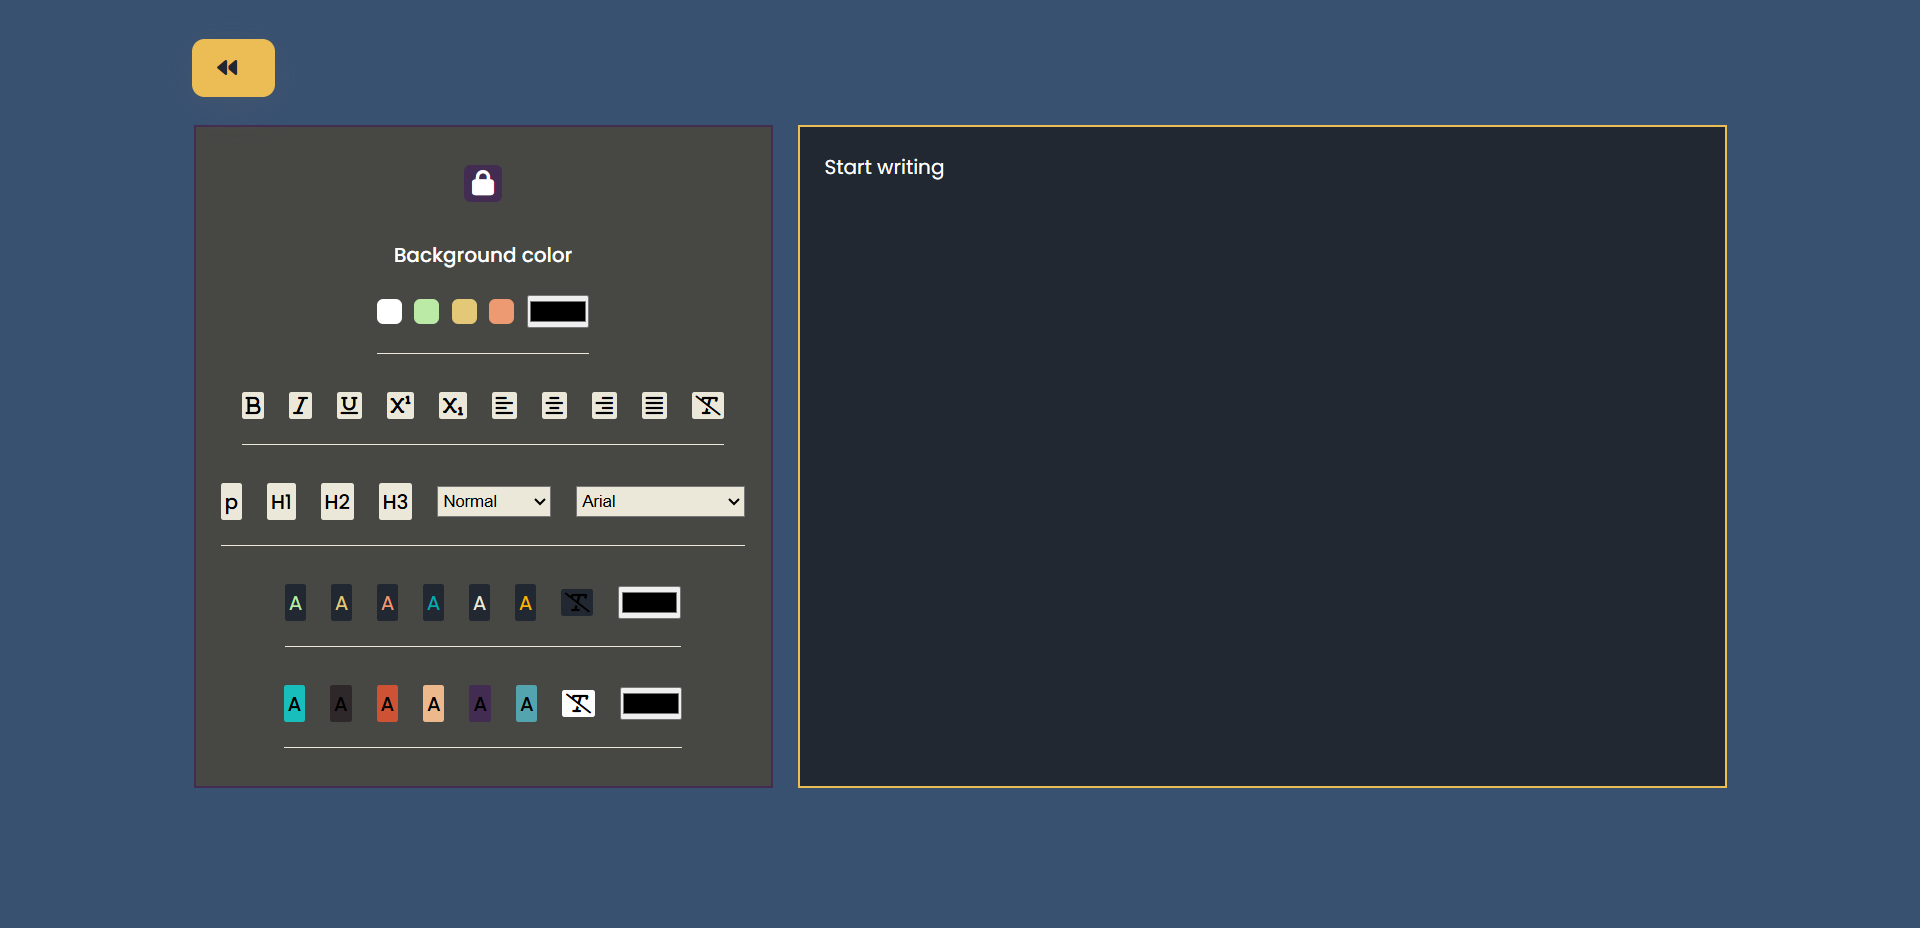 Start writing
Background color
B I U X¹ X₁ T
p H1 H2 H3 Normal Arial
A A A A A A T
A A A A A A T